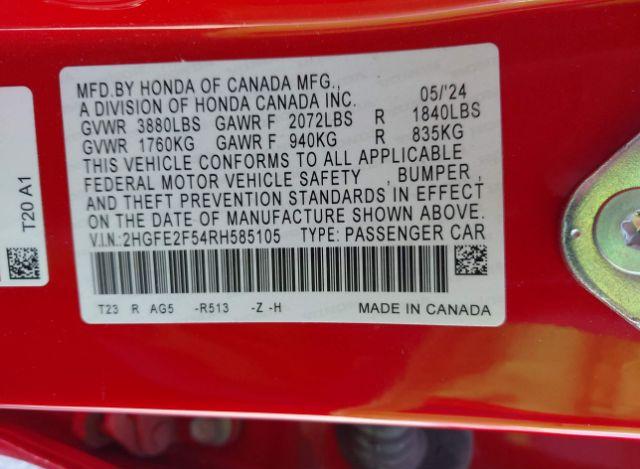 MFD.BY HONDA OF CANADA MFG., 05/'24
A DIVISION OF HONDA CANADA INC.
GVWR 3880LBS GAWR F 2072LBS R 1840LBS
GVWR 1760KG GAWR F 940KG R 835KG
THIS VEHICLE CONFORMS TO ALL APPLICABLE
FEDERAL MOTOR VEHICLE SAFETY , BUMPER ,
AND THEFT PREVENTION STANDARDS IN EFFECT
ON THE DATE OF MANUFACTURE SHOWN ABOVE.
V.I.N:2HGFE2F54RH585105 TYPE: PASSENGER CAR
T23 R AG5 -R513 -Z -H MADE IN CANADA
T20 A1